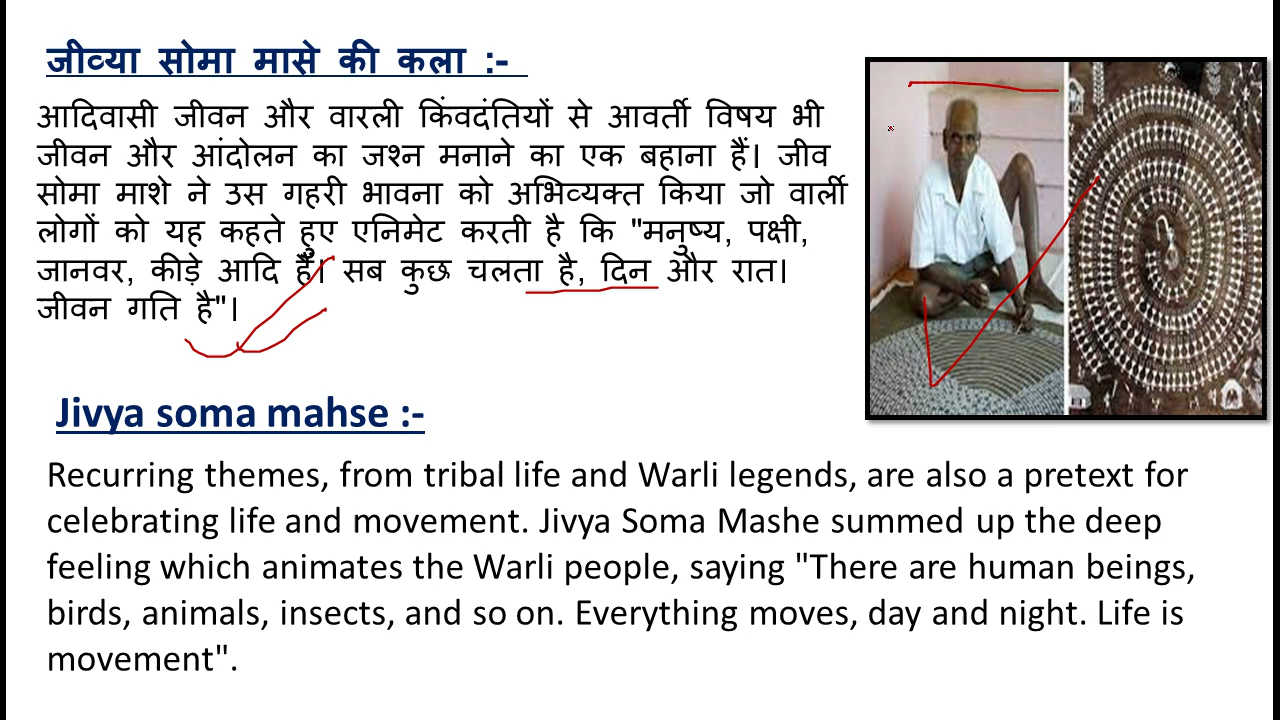 जीव्या सोमा मासे की कला :-
आदिवासी जीवन और वारली किंवदंतियों से आवर्ती विषय भी
जीवन और आंदोलन का जश्न मनाने का एक बहाना हैं। जीव
सोमा माशे ने उस गहरी भावना को अभिव्यक्त किया जो वार्ली
लोगों को यह कहते हुए एनिमेट करती है कि "मनुष्य, पक्षी,
जानवर, कीड़े आदि हैं। सब कुछ चलता है, दिन और रात।
जीवन गति है"।
Jivya soma mahse :-
Recurring themes, from tribal life and Warli legends, are also a pretext for
celebrating life and movement. Jivya Soma Mashe summed up the deep
feeling which animates the Warli people, saying "There are human beings,
birds, animals, insects, and so on. Everything moves, day and night. Life is
movement".